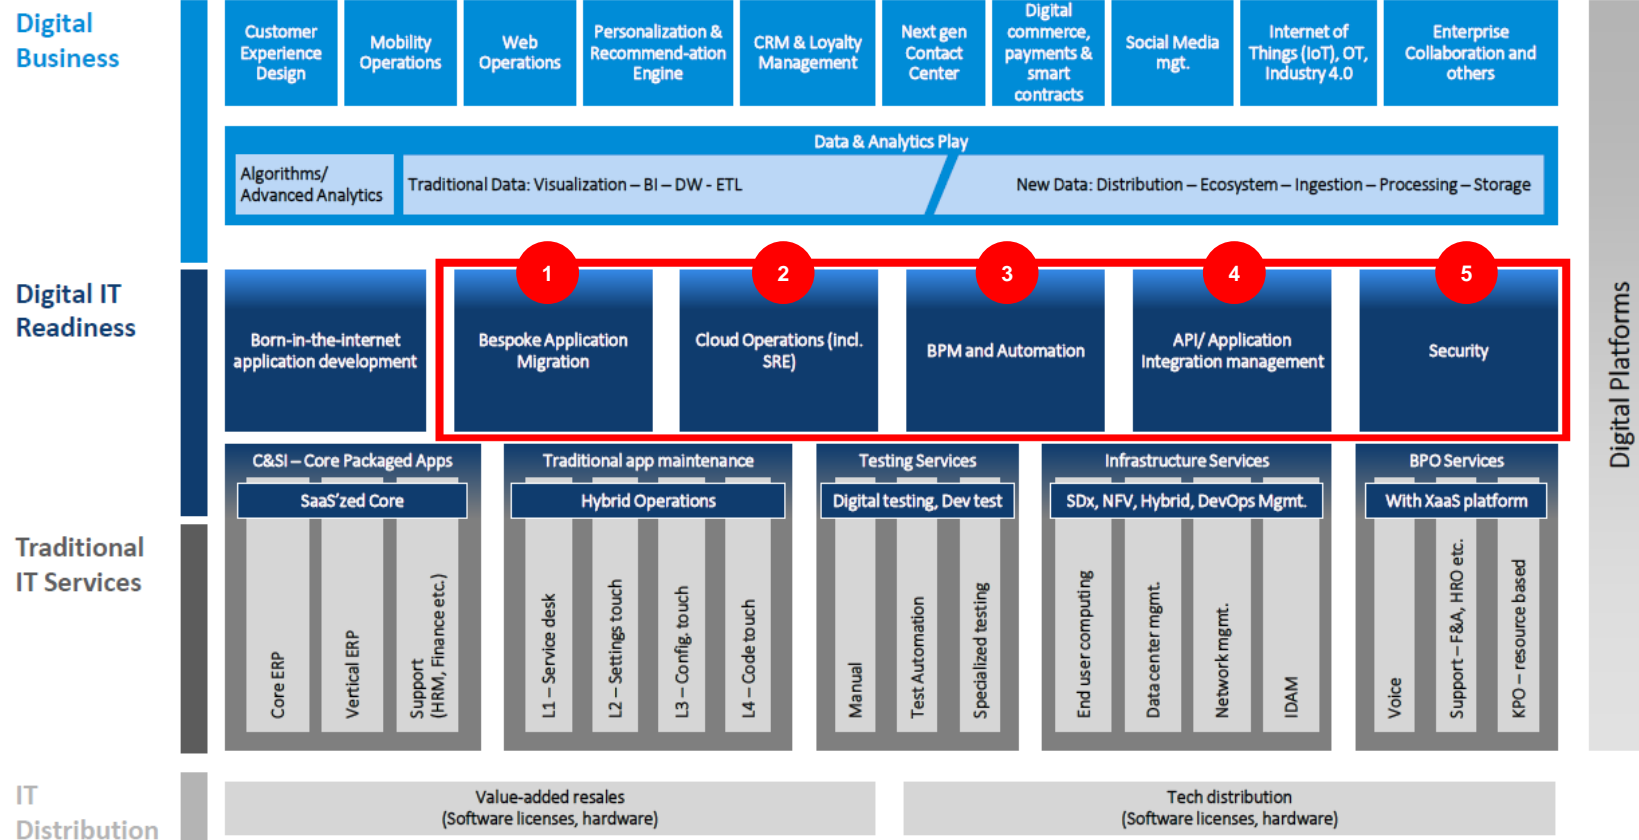 Digital
Business
Customer
Experience
Design
Mobility
Operations
Web
Operations
Personalization &
Recommend-ation
Engine
CRM & Loyalty
Management
Next gen
Contact
Center
Digital
commerce,
payments &
smart
contracts
Social Media
mgt.
Internet of
Things (IoT), OT,
Industry 4.0
Enterprise
Collaboration and
others
Data & Analytics Play
Algorithms/
Advanced Analytics
Traditional Data: Visualization – BI – DW - ETL
New Data: Distribution – Ecosystem – Ingestion – Processing – Storage
Digital IT
Readiness
Born-in-the-internet
application development
1
Bespoke Application
Migration
2
Cloud Operations (incl.
SRE)
3
BPM and Automation
4
API/ Application
Integration management
5
Security
C&SI – Core Packaged Apps
SaaS'zed Core
Traditional app maintenance
Hybrid Operations
Testing Services
Digital testing, Dev test
Infrastructure Services
SDx, NFV, Hybrid, DevOps Mgmt.
BPO Services
With XaaS platform
Traditional
IT Services
Core ERP
Vertical ERP
Support
(HRM, Finance etc.)
L1 – Service desk
L2 – Settings touch
L3 – Config. touch
L4 – Code touch
Manual
Test Automation
Specialized testing
End user computing
Data center mgmt.
Network mgmt.
IDAM
Voice
Support – F&A, HRO etc.
KPO – resource based
IT
Distribution
Value-added resales
(Software licenses, hardware)
Tech distribution
(Software licenses, hardware)
Digital Platforms